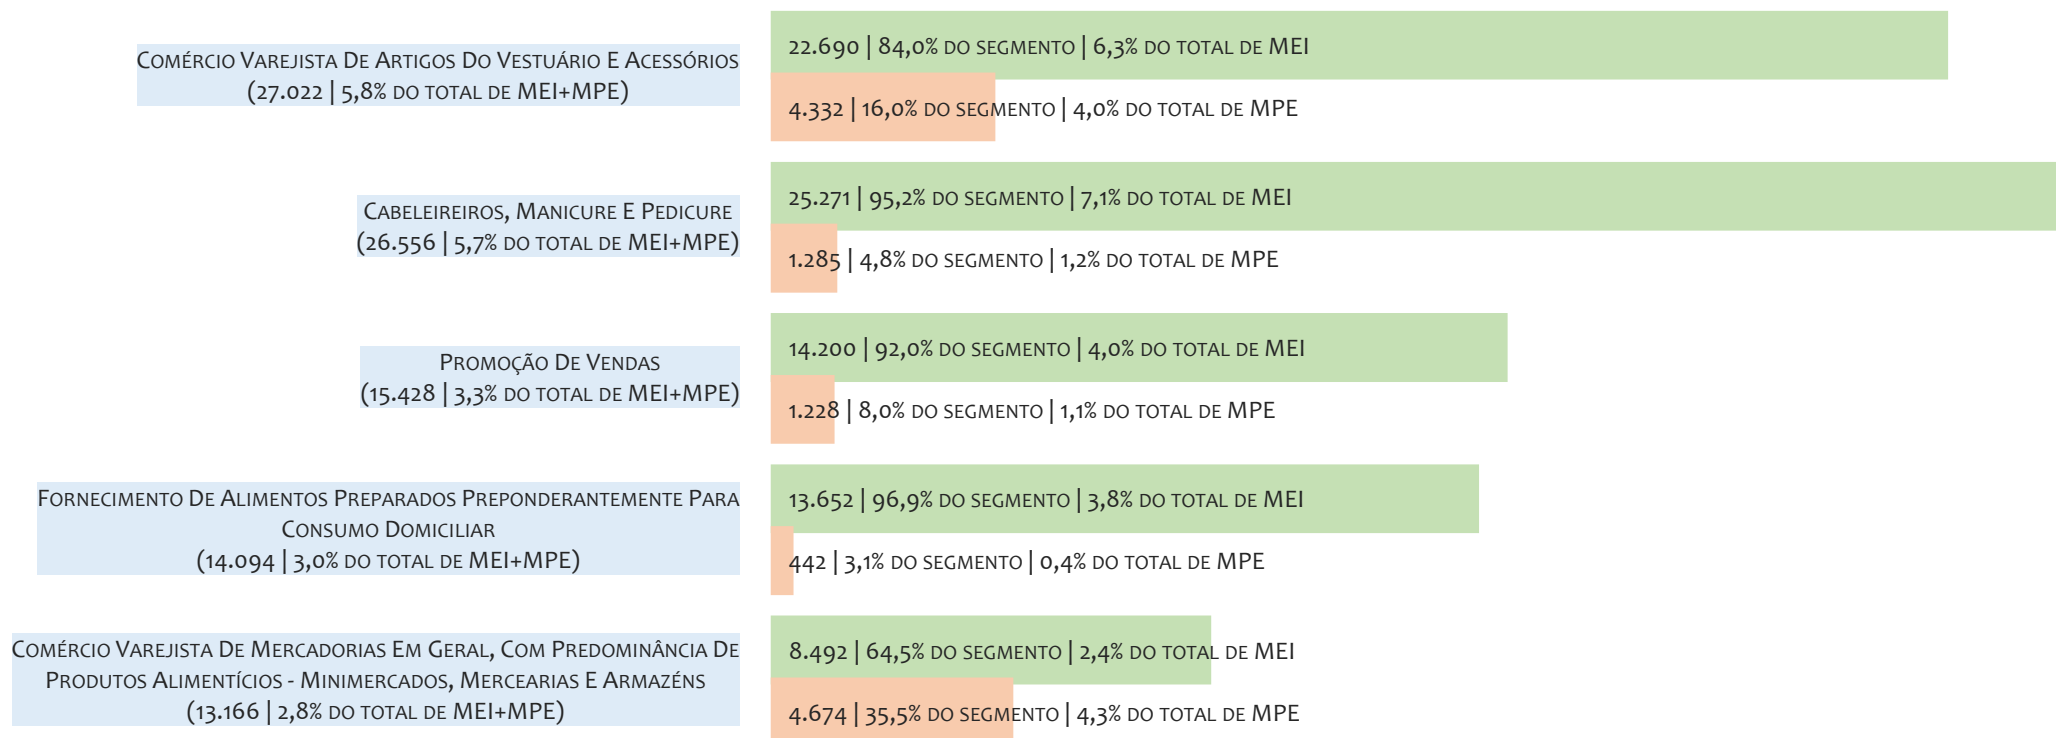 Comércio Varejista De Artigos Do Vestuário E Acessórios
(27.022 | 5,8% do total de MEI+MPE)
22.690 | 84,0% do segmento | 6,3% do total de MEI
4.332 | 16,0% do segmento | 4,0% do total de MPE
Cabeleireiros, Manicure E Pedicure
(26.556 | 5,7% do total de MEI+MPE)
25.271 | 95,2% do segmento | 7,1% do total de MEI
1.285 | 4,8% do segmento | 1,2% do total de MPE
Promoção De Vendas
(15.428 | 3,3% do total de MEI+MPE)
14.200 | 92,0% do segmento | 4,0% do total de MEI
1.228 | 8,0% do segmento | 1,1% do total de MPE
Fornecimento De Alimentos Preparados Preponderantemente Para
Consumo Domiciliar
(14.094 | 3,0% do total de MEI+MPE)
13.652 | 96,9% do segmento | 3,8% do total de MEI
442 | 3,1% do segmento | 0,4% do total de MPE
Comércio Varejista De Mercadorias Em Geral, Com Predominância De
Produtos Alimentícios - Minimercados, Mercearias E Armazéns
(13.166 | 2,8% do total de MEI+MPE)
8.492 | 64,5% do segmento | 2,4% do total de MEI
4.674 | 35,5% do segmento | 4,3% do total de MPE